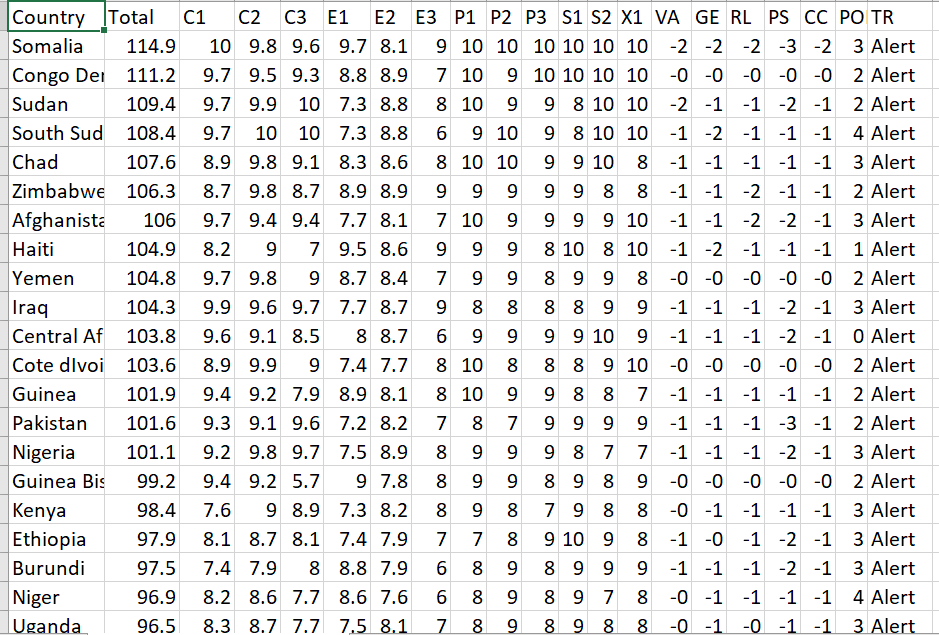 Country Total C1 C2 C3 E1 E2 E3 P1 P2 P3 S1 S2 X1 VA GE RL PS CC PO TR
Somalia 114.9 10 9.8 9.6 9.7 8.1 9 10 10 10 10 10 10 -2 -2 -2 -3 -2 3 Alert
Congo Der 111.2 9.7 9.5 9.3 8.8 8.9 7 10 9 10 10 10 10 -0 -0 -0 -0 -0 2 Alert
Sudan 109.4 9.7 9.9 10 7.3 8.8 8 10 9 9 8 10 10 -2 -1 -1 -2 -1 2 Alert
South Sud 108.4 9.7 10 10 7.3 8.8 6 9 10 9 8 10 10 -1 -2 -1 -1 -1 4 Alert
Chad 107.6 8.9 9.8 9.1 8.3 8.6 8 10 10 9 9 10 8 -1 -1 -1 -1 -1 3 Alert
Zimbabwe 106.3 8.7 9.8 8.7 8.9 8.9 9 9 9 9 9 8 8 -1 -1 -2 -1 -1 2 Alert
Afghanista 106 9.7 9.4 9.4 7.7 8.1 7 10 9 9 9 9 10 -1 -1 -2 -2 -1 3 Alert
Haiti 104.9 8.2 9 7 9.5 8.6 9 9 9 8 10 8 10 -1 -2 -1 -1 -1 1 Alert
Yemen 104.8 9.7 9.8 9 8.7 8.4 7 9 9 8 9 9 8 -0 -0 -0 -0 -0 2 Alert
Iraq 104.3 9.9 9.6 9.7 7.7 8.7 9 8 8 8 8 9 9 -1 -1 -1 -2 -1 3 Alert
Central Af 103.8 9.6 9.1 8.5 8 8.7 6 9 9 9 9 10 9 -1 -1 -1 -2 -1 0 Alert
Cote dIvoi 103.6 8.9 9.9 9 7.4 7.7 8 10 8 8 8 9 10 -0 -0 -0 -0 -0 2 Alert
Guinea 101.9 9.4 9.2 7.9 8.9 8.1 8 10 9 9 8 8 7 -1 -1 -1 -1 -1 2 Alert
Pakistan 101.6 9.3 9.1 9.6 7.2 8.2 7 8 7 9 9 9 9 -1 -1 -1 -3 -1 2 Alert
Nigeria 101.1 9.2 9.8 9.7 7.5 8.9 8 9 9 9 8 7 7 -1 -1 -1 -2 -1 3 Alert
Guinea Bis 99.2 9.4 9.2 5.7 9 7.8 8 9 9 8 9 8 9 -0 -0 -0 -0 -0 2 Alert
Kenya 98.4 7.6 9 8.9 7.3 8.2 8 9 8 7 9 8 8 -0 -1 -1 -1 -1 3 Alert
Ethiopia 97.9 8.1 8.7 8.1 7.4 7.9 7 7 8 9 10 9 8 -1 -0 -1 -2 -1 3 Alert
Burundi 97.5 7.4 7.9 8 8.8 7.9 6 8 9 8 9 9 9 -1 -1 -1 -2 -1 3 Alert
Niger 96.9 8.2 8.6 7.7 8.6 7.6 6 8 9 8 9 7 8 -0 -1 -1 -1 -1 4 Alert
Uganda 96.5 8.3 8.7 7.7 7.5 8.1 7 8 9 8 9 8 8 -0 -1 -0 -1 -1 3 Alert